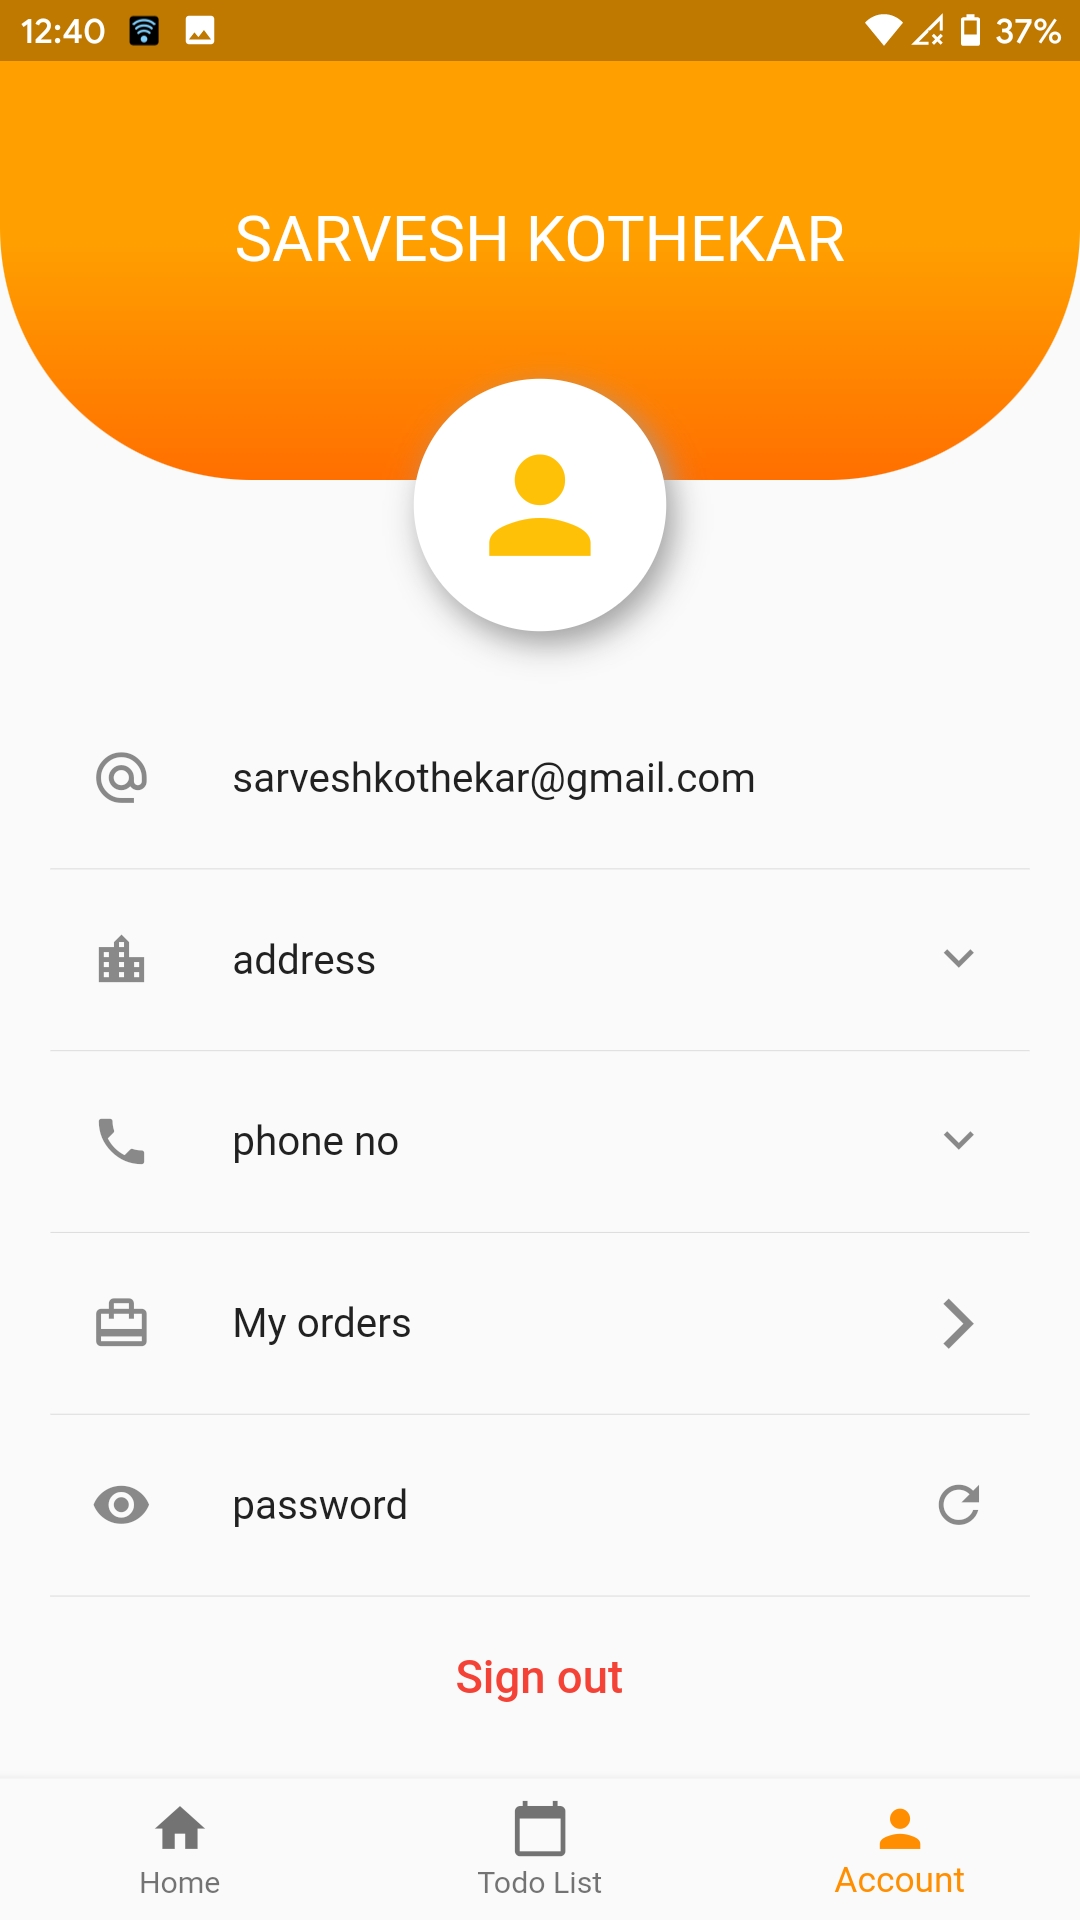 12:40 37%
SARVESH KOTHEKAR
sarveshkothekar@gmail.com
address
phone no
My orders
password
Sign out
Home Todo List Account